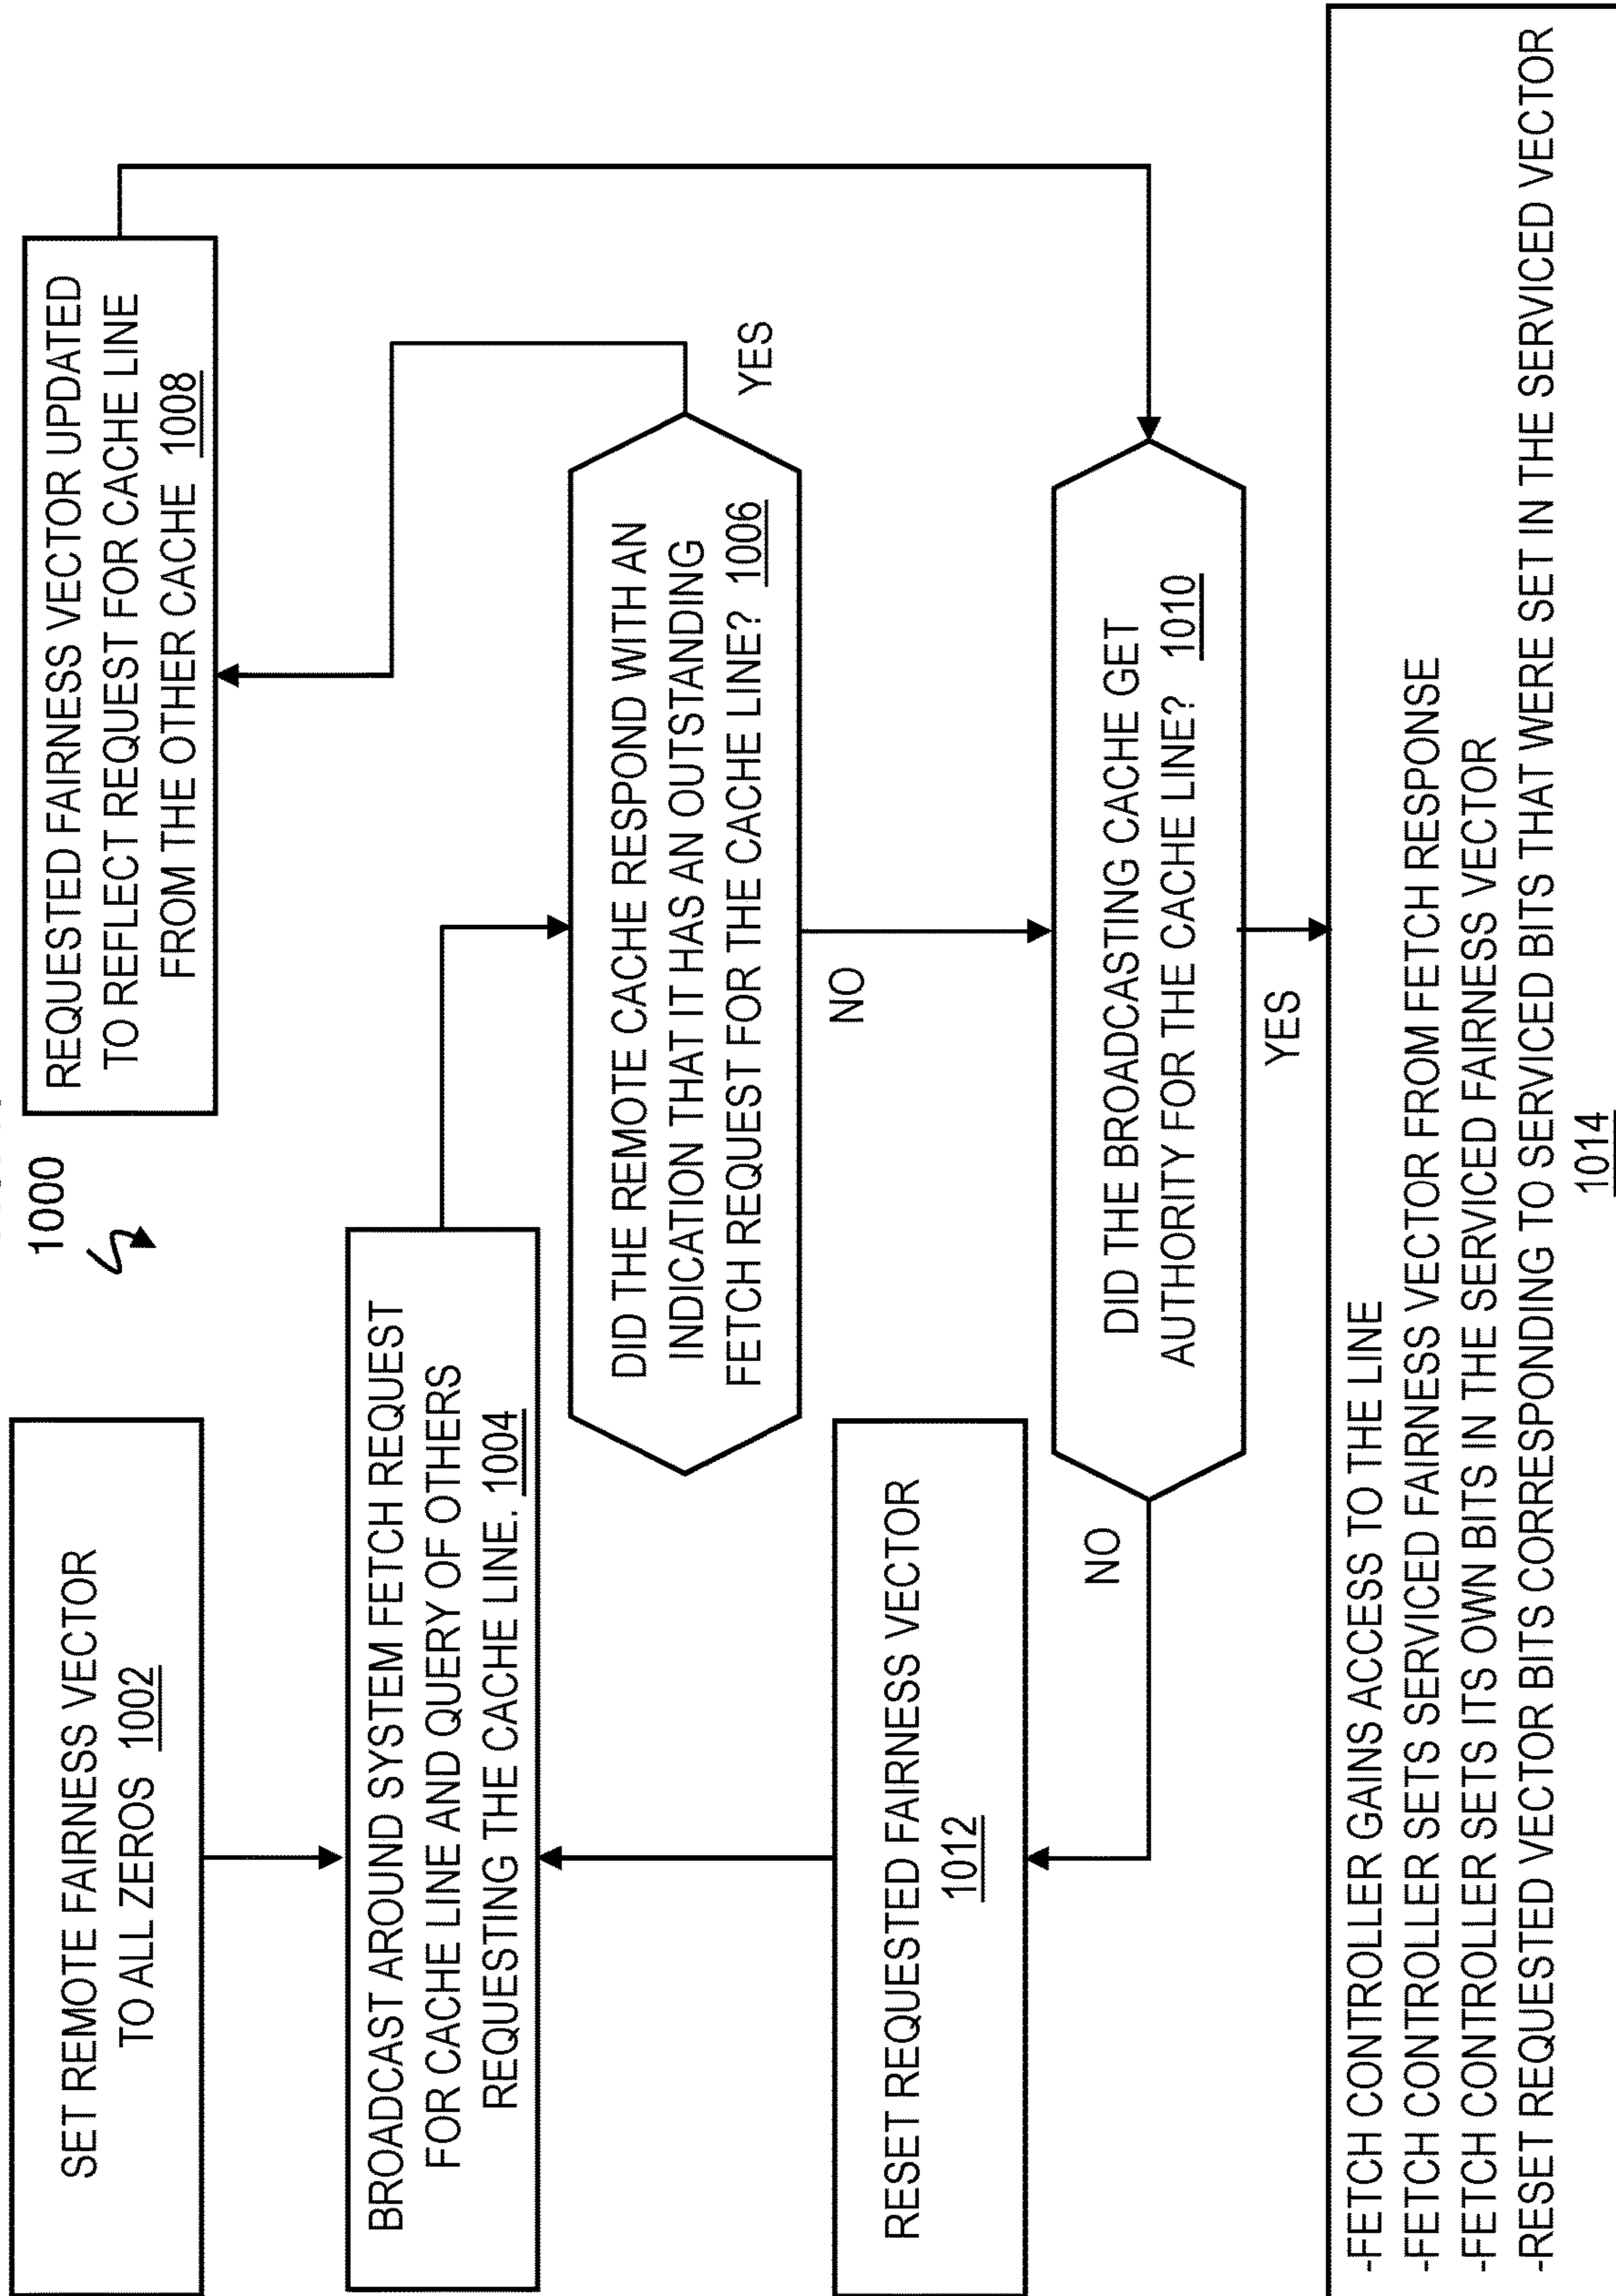 1000
SET REMOTE FAIRNESS VECTOR
TO ALL ZEROS 1002
BROADCAST AROUND SYSTEM FETCH REQUEST
FOR CACHE LINE AND QUERY OF OTHERS
REQUESTING THE CACHE LINE. 1004
REQUESTED FAIRNESS VECTOR UPDATED
TO REFLECT REQUEST FOR CACHE LINE
FROM THE OTHER CACHE 1008
DID THE REMOTE CACHE RESPOND WITH AN
INDICATION THAT IT HAS AN OUTSTANDING
FETCH REQUEST FOR THE CACHE LINE? 1006
YES
NO
RESET REQUESTED FAIRNESS VECTOR
1012
DID THE BROADCASTING CACHE GET
AUTHORITY FOR THE CACHE LINE? 1010
NO
YES
-FETCH CONTROLLER GAINS ACCESS TO THE LINE
-FETCH CONTROLLER SETS SERVICED FAIRNESS VECTOR FROM FETCH RESPONSE
-FETCH CONTROLLER SETS ITS OWN BITS IN THE SERVICED FAIRNESS VECTOR
-RESET REQUESTED VECTOR BITS CORRESPONDING TO SERVICED BITS THAT WERE SET IN THE SERVICED VECTOR
1014